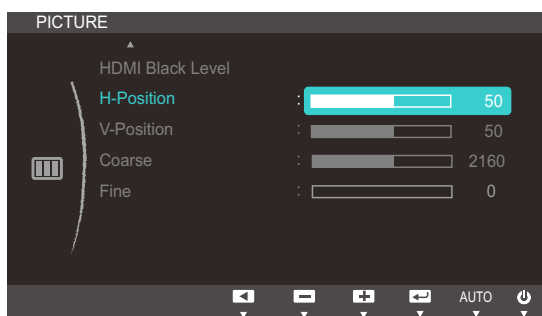 PICTURE
HDMI Black Level
H-Position : 50
V-Position : 50
Coarse : 2160
Fine : 0
AUTO